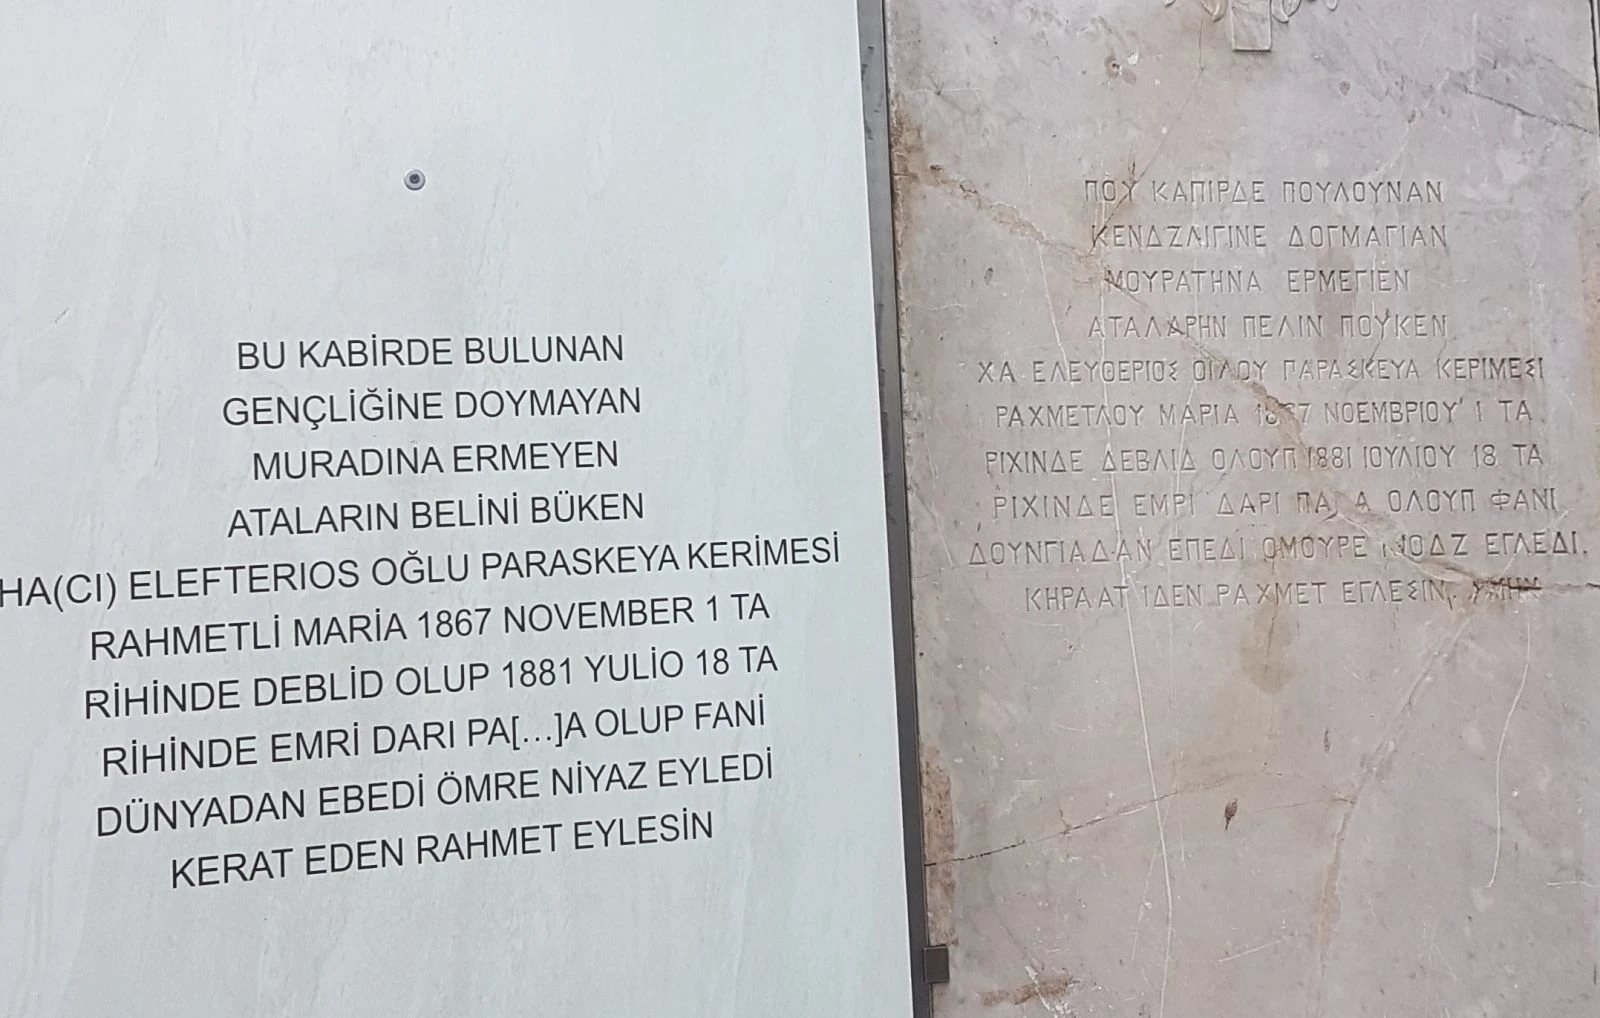 BU KABİRDE BULUNAN
GENÇLİĞİNE DOYMAYAN
MURADINA ERMEYEN
ATALARIN BELİNİ BÜKEN
HA(CI) ELEFTERIOS OĞLU PARASKEYA KERİMESİ
RAHMETLİ MARİA 1867 NOVEMBER 1 TA
RİHİNDE DEBLİD OLUP 1881 YULİO 18 TA
RİHİNDE EMRİ DARI PA[...]A OLUP FANİ
DÜNYADAN EBEDİ ÖMRE NİYAZ EYLEDİ
KERAT EDEN RAHMET EYLESİN
ΠΟΥ ΚΑΠΙΡΔΕ ΠΟΥΛΟΥΝΑΝ
ΚΕΝΔΖΛΙΓΙΝΕ ΔΟΓΜΑΓΙΑΝ
ΜΟΥΡΑΤΗΝΑ ΕΡΜΕΓΙΕΝ
ΑΤΑΛΑΡΗΝ ΠΕΛΙΝ ΠΟΥΚΕΝ
ΧΑ ΕΛΕΥΘΕΡΙΟΣ ΟΓΛΟΥ ΠΑΡΑΣΚΕΥΑ ΚΕΡΙΜΕΣΙ
ΡΑΧΜΕΤΛΟΥ ΜΑΡΙΑ 1867 ΝΟΕΜΒΡΙΟΥ 1 ΤΑ
ΡΙΧΙΝΔΕ ΔΕΒΛΙΔ ΟΛΟΥΠ 1881 ΙΟΥΛΙΟΥ 18 ΤΑ
ΡΙΧΙΝΔΕ ΕΜΡΙ ΔΑΡΙ ΠΑ Α ΟΛΟΥΠ ΦΑΝΙ
ΔΟΥΝΓΙΑΔΑΝ ΕΠΕΔΙ ΟΜΟΥΡΕ ΕΓΛΕΔΙ.
ΚΗΡΑΑΤ ΙΔΕΝ ΡΑΧΜΕΤ ΕΓΛΕΣΙΝ,